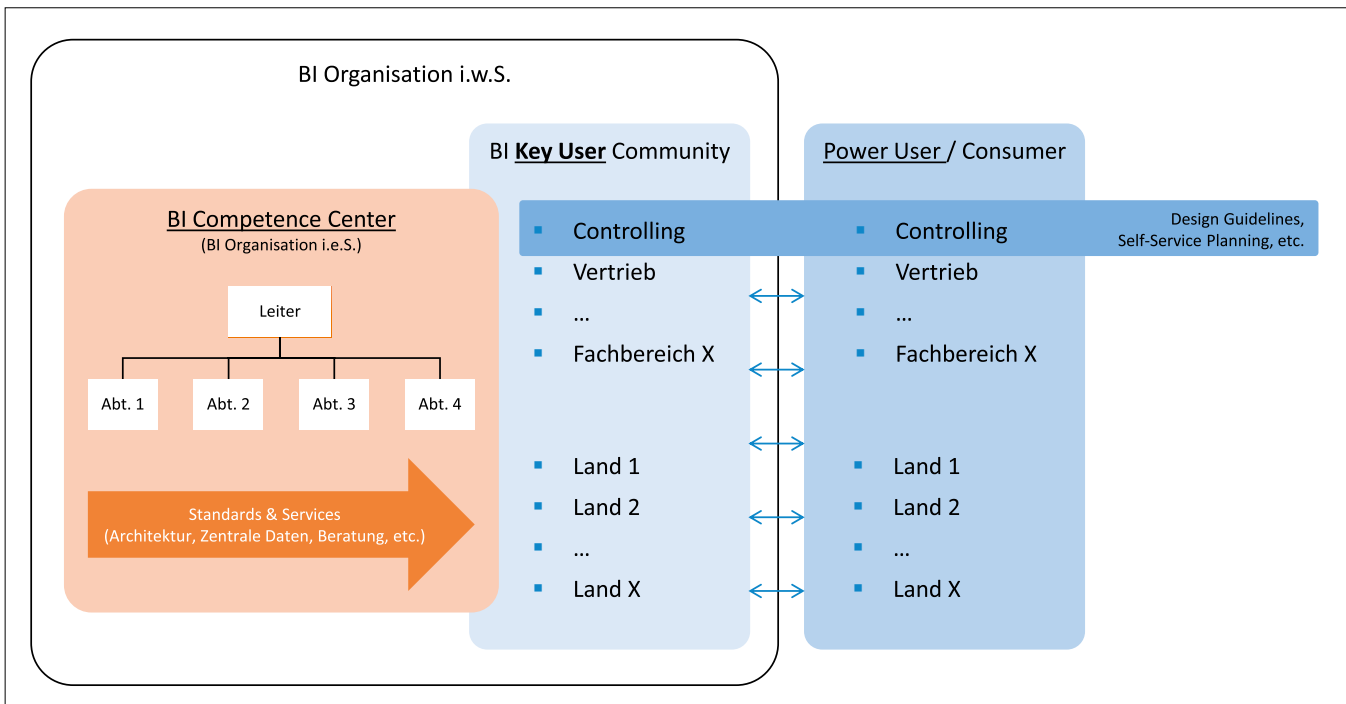 BI Organisation i.w.S.
BI Competence Center
(BI Organisation i.e.S.)
Leiter
Abt. 1
Abt. 2
Abt. 3
Abt. 4
Standards & Services
(Architektur, Zentrale Daten, Beratung, etc.)
BI Key User Community
Controlling
Vertrieb
...
Fachbereich X
Land 1
Land 2
...
Land X
Power User / Consumer
Controlling
Vertrieb
...
Fachbereich X
Land 1
Land 2
...
Land X
Design Guidelines,
Self-Service Planning, etc.